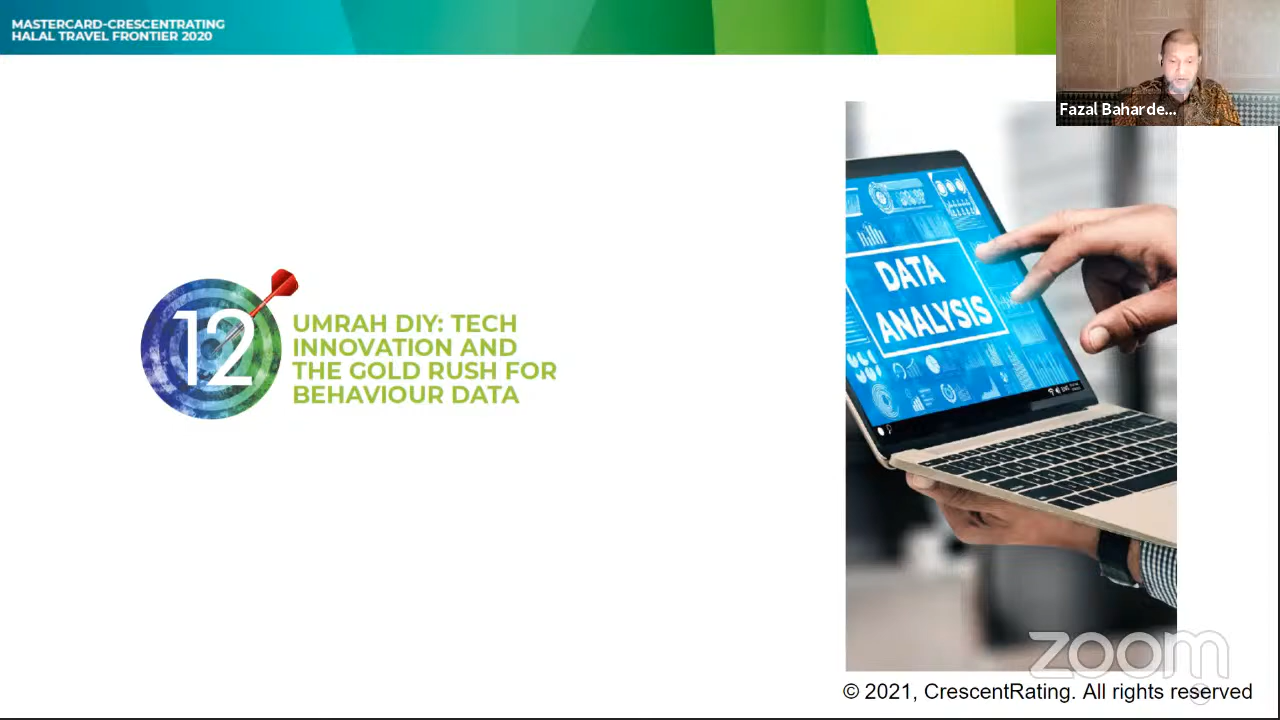 MASTERCARD-CRESCENTRATING
HALAL TRAVEL FRONTIER 2020
Fazal Baharde...
12
UMRAH DIY: TECH
INNOVATION AND
THE GOLD RUSH FOR
BEHAVIOUR DATA
DATA
ANALYSIS
zoom
© 2021, CrescentRating. All rights reserved